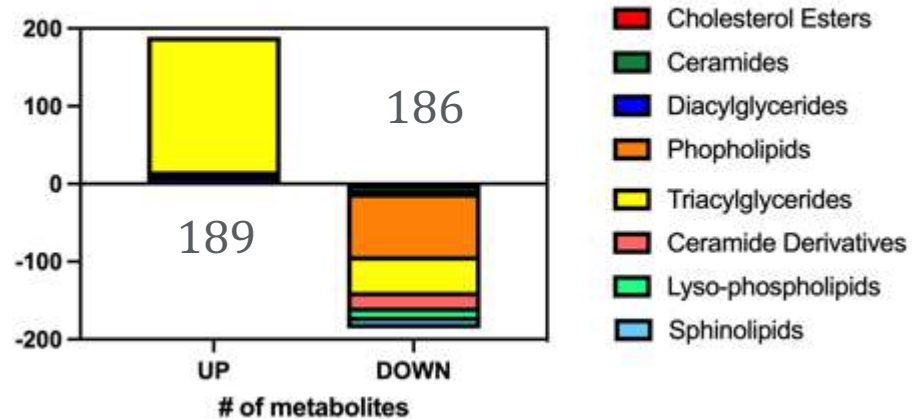 200
100
0
-100
-200
186
189
UP
DOWN
# of metabolites
Cholesterol Esters
Ceramides
Diacylglycerides
Phopholipids
Triacylglycerides
Ceramide Derivatives
Lyso-phospholipids
Sphinolipids